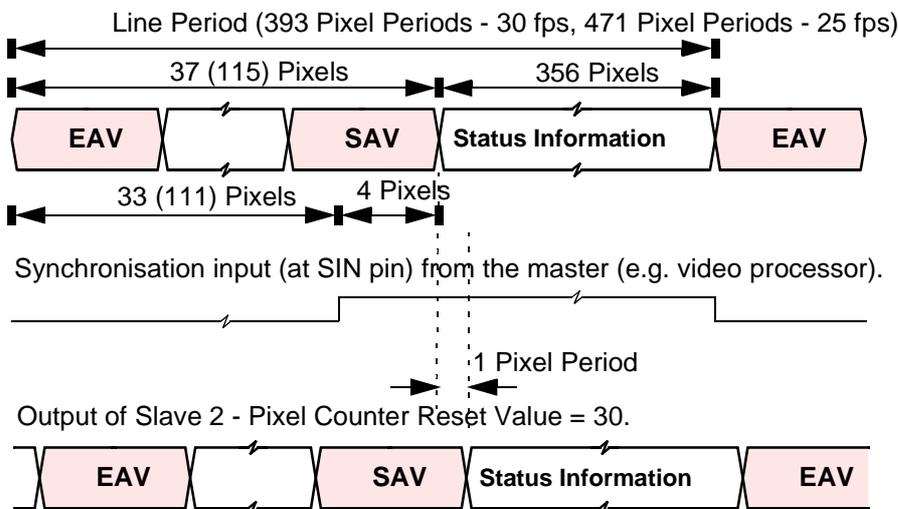 Line Period (393 Pixel Periods - 30 fps, 471 Pixel Periods - 25 fps)
37 (115) Pixels 356 Pixels
EAV SAV Status Information EAV
33 (111) Pixels 4 Pixels
Synchronisation input (at SIN pin) from the master (e.g. video processor).
1 Pixel Period
Output of Slave 2 - Pixel Counter Reset Value = 30.
EAV SAV Status Information EAV